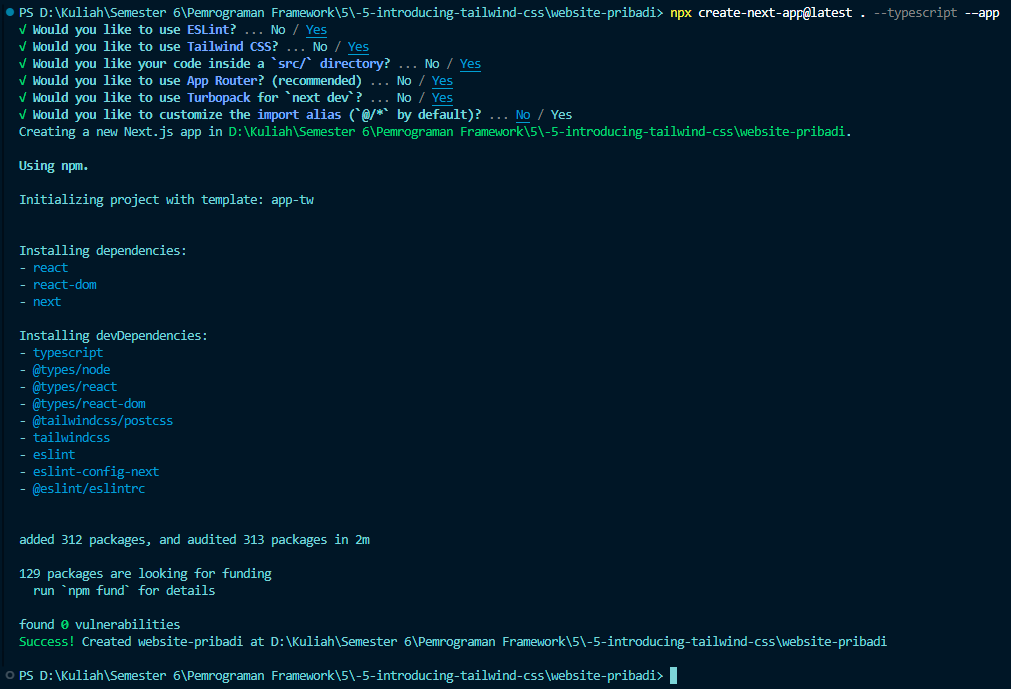 PS D:\Kuliah\Semester 6\Pemrograman Framework\5\-5-introducing-tailwind-css\website-pribadi> npx create-next-app@latest . --typescript --app
√ Would you like to use ESLint? ... No / Yes
√ Would you like to use Tailwind CSS? ... No / Yes
√ Would you like your code inside a `src/` directory? ... No / Yes
√ Would you like to use App Router? (recommended) ... No / Yes
√ Would you like to use Turbopack for `next dev`? ... No / Yes
√ Would you like to customize the import alias (`@/*` by default)? ... No / Yes
Creating a new Next.js app in D:\Kuliah\Semester 6\Pemrograman Framework\5\-5-introducing-tailwind-css\website-pribadi.
Using npm.
Initializing project with template: app-tw
Installing dependencies:
- react
- react-dom
- next
Installing devDependencies:
- typescript
- @types/node
- @types/react
- @types/react-dom
- @tailwindcss/postcss
- tailwindcss
- eslint
- eslint-config-next
- @eslint/eslintrc
added 312 packages, and audited 313 packages in 2m
129 packages are looking for funding
run `npm fund` for details
found 0 vulnerabilities
Success! Created website-pribadi at D:\Kuliah\Semester 6\Pemrograman Framework\5\-5-introducing-tailwind-css\website-pribadi
PS D:\Kuliah\Semester 6\Pemrograman Framework\5\-5-introducing-tailwind-css\website-pribadi>